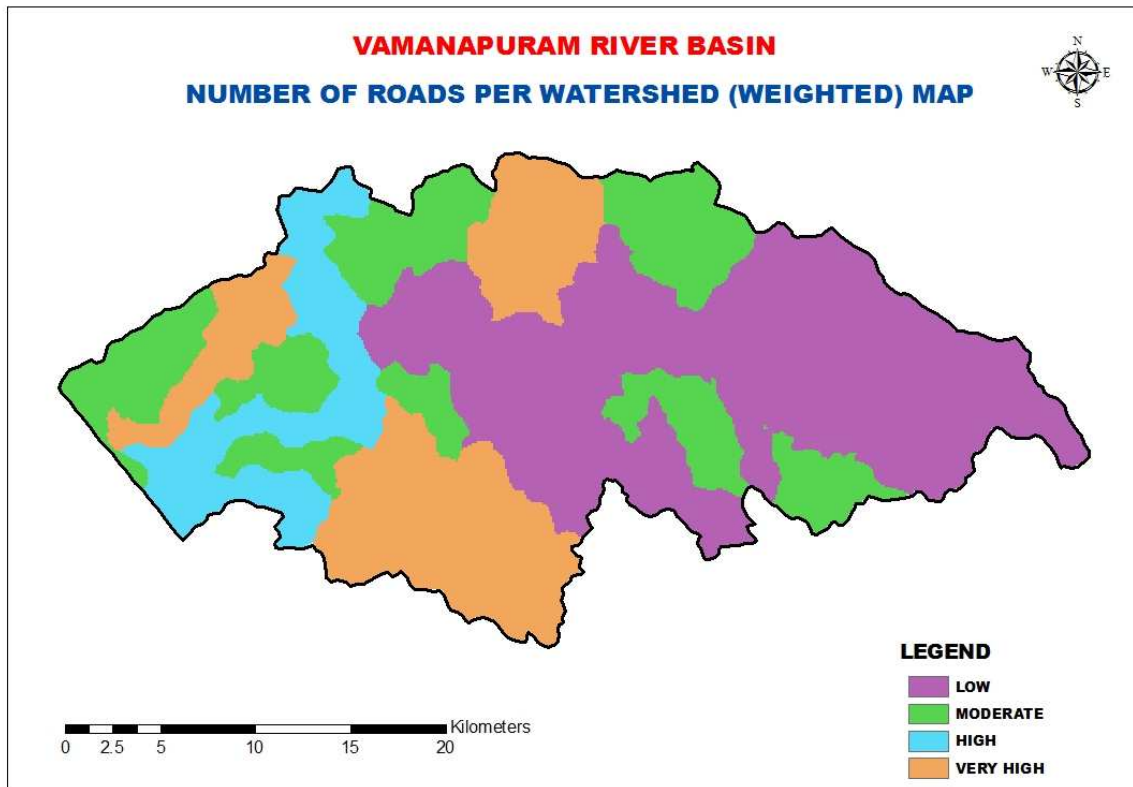 VAMANAPURAM RIVER BASIN
NUMBER OF ROADS PER WATERSHED (WEIGHTED) MAP
N
W E
S
LEGEND
LOW
MODERATE
HIGH
VERY HIGH
Kilometers
0 2.5 5 10 15 20